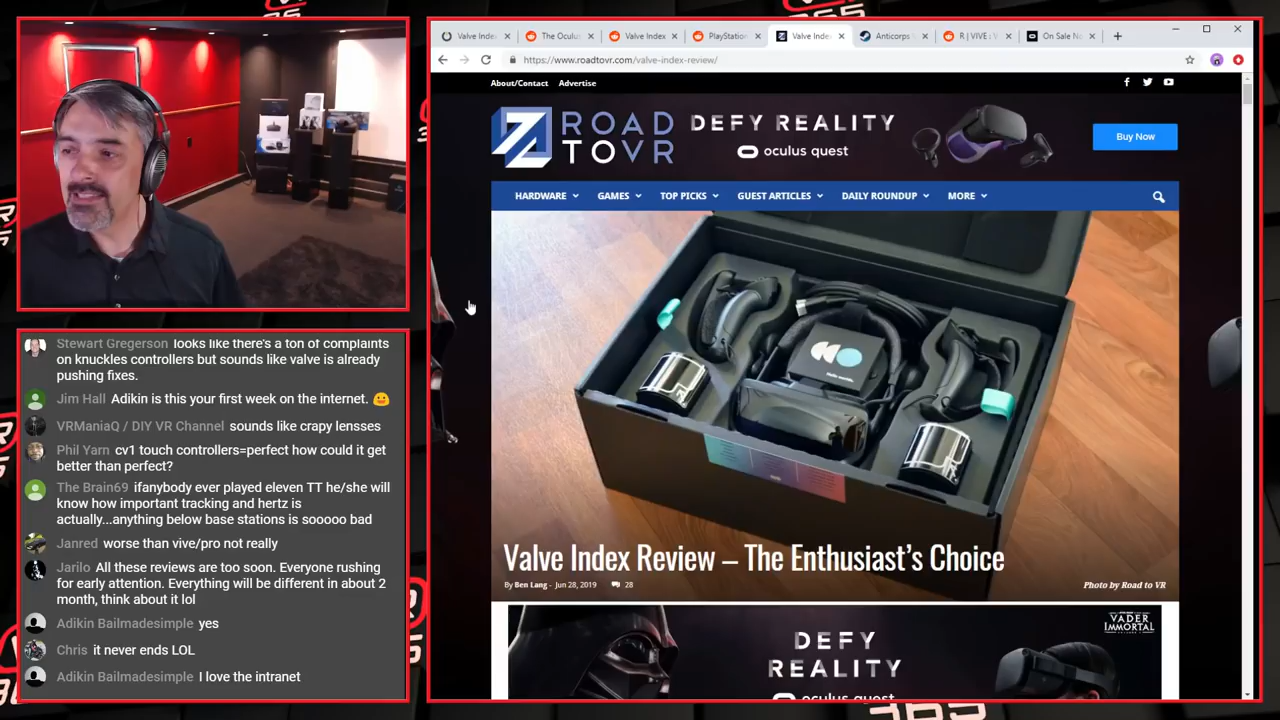 Stewart Gregerson looks like there's a ton of complaints
on knuckles controllers but sounds like valve is already
pushing fixes.
Jim Hall Adikin is this your first week on the internet.
VRManiaQ / DIY VR Channel sounds like crapy lensses
Phil Yarn cv1 touch controllers=perfect how could it get
better than perfect?
The Brain69 ifanybody ever played eleven TT he/she will
know how important tracking and hertz is
actually...anything below base stations is sooooo bad
Janred worse than vive/pro not really
Jarilo All these reviews are too soon. Everyone rushing
for early attention. Everything will be different in about 2
month, think about it lol
Adikin Bailmadesimple yes
Chris it never ends LOL
Adikin Bailmadesimple I love the intranet
Valve Index
The Oculus
Valve Index
PlayStation
Valve Inde
Anticorps
R | VIVE : V
On Sale No
https://www.roadtovr.com/valve-index-review/
About/Contact Advertise
ROAD
TOVR
DEFY REALITY
oculus quest
Buy Now
HARDWARE GAMES TOP PICKS GUEST ARTICLES DAILY ROUNDUP MORE
Valve Index Review – The Enthusiast's Choice
By Ben Lang - Jun 28, 2019 28
Photo by Road to VR
VADER
IMMORTAL
DEFY
REALITY
oculus quest
365